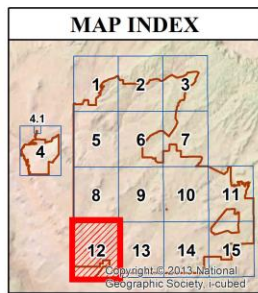 MAP INDEX
1 2 3
4.1
4 5 6 7
8 9 10 11
12 13 14 15
Copyright © 2013 National
Geographic Society, i-cubed